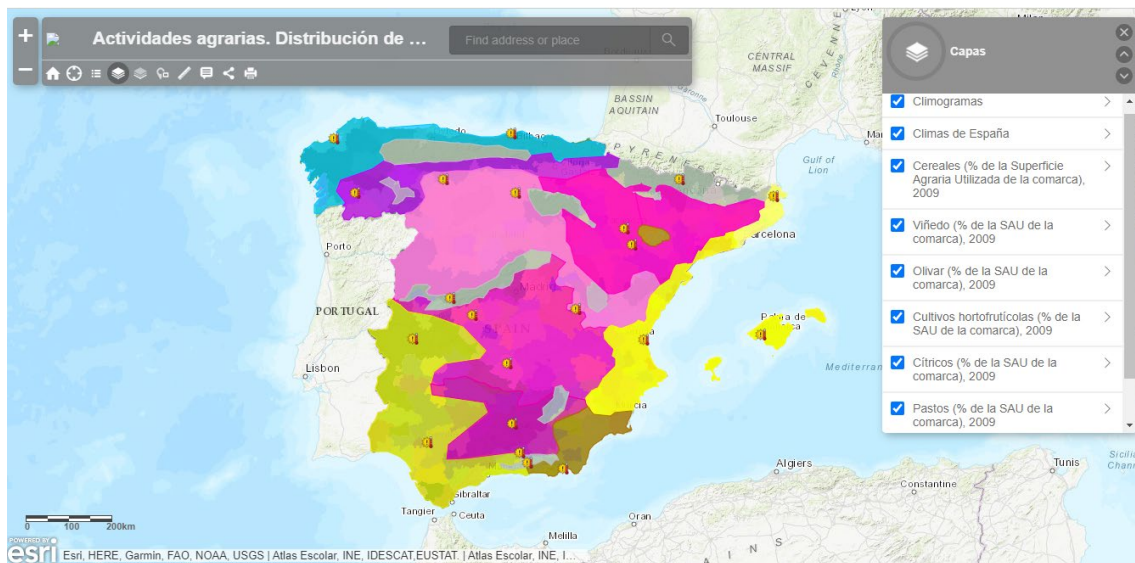 Actividades agrarias. Distribución de ...
Find address or place
Capas
Climogramas
Climas de España
Cereales (% de la Superficie
Agraria Utilizada de la comarca),
2009
Viñedo (% de la SAU de la
comarca), 2009
Olivar (% de la SAU de la
comarca), 2009
Cultivos hortofrutícolas (% de la
SAU de la comarca), 2009
Cítricos (% de la SAU de la
comarca), 2009
Pastos (% de la SAU de la
comarca), 2009
CENTRAL
MASSIF
BASSIN
AQUITAIN
Toulouse
Gulf of
Lion
Porto
PORTUGAL
SPAIN
Lisbon
Gibraltar
Tangier
Ceuta
Melilla
Oran
Algiers
Constantine
Tunis
0 100 200km
POWERED BY
esri
Esri, HERE, Garmin, FAO, NOAA, USGS | Atlas Escolar, INE, IDESCAT,EUSTAT. | Atlas Escolar, INE, I...